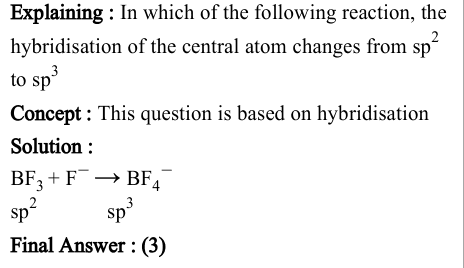 Explaining : In which of the following reaction, the
hybridisation of the central atom changes from sp²
to sp³
Concept : This question is based on hybridisation
Solution :
BF₃ + F⁻ ⟶ BF₄⁻
sp² sp³
Final Answer : (3)